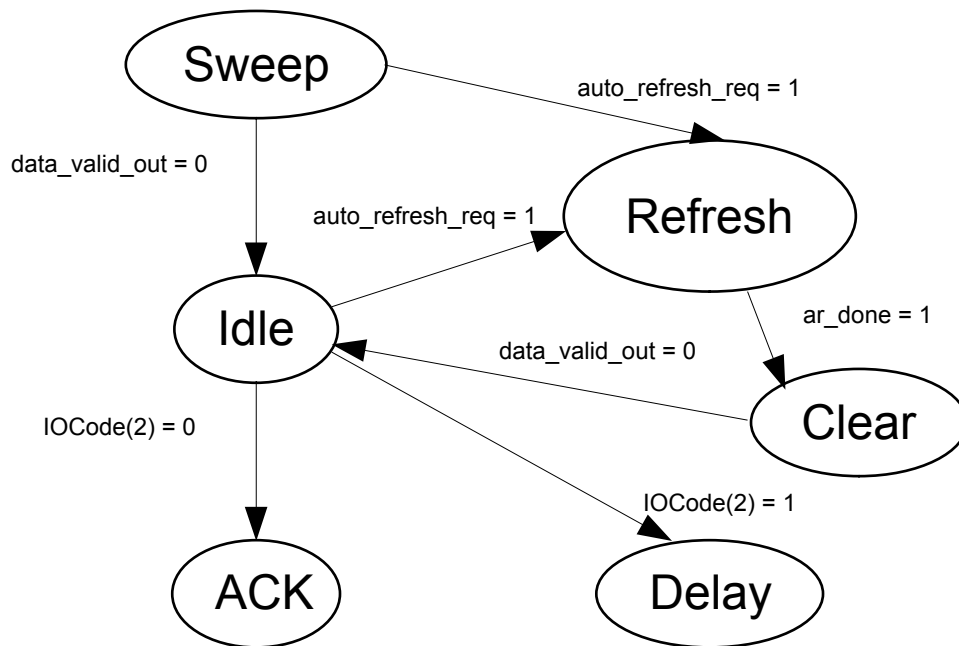 Sweep
auto_refresh_req = 1
data_valid_out = 0
auto_refresh_req = 1
Refresh
Idle
ar_done = 1
data_valid_out = 0
IOCode(2) = 0
Clear
IOCode(2) = 1
ACK
Delay